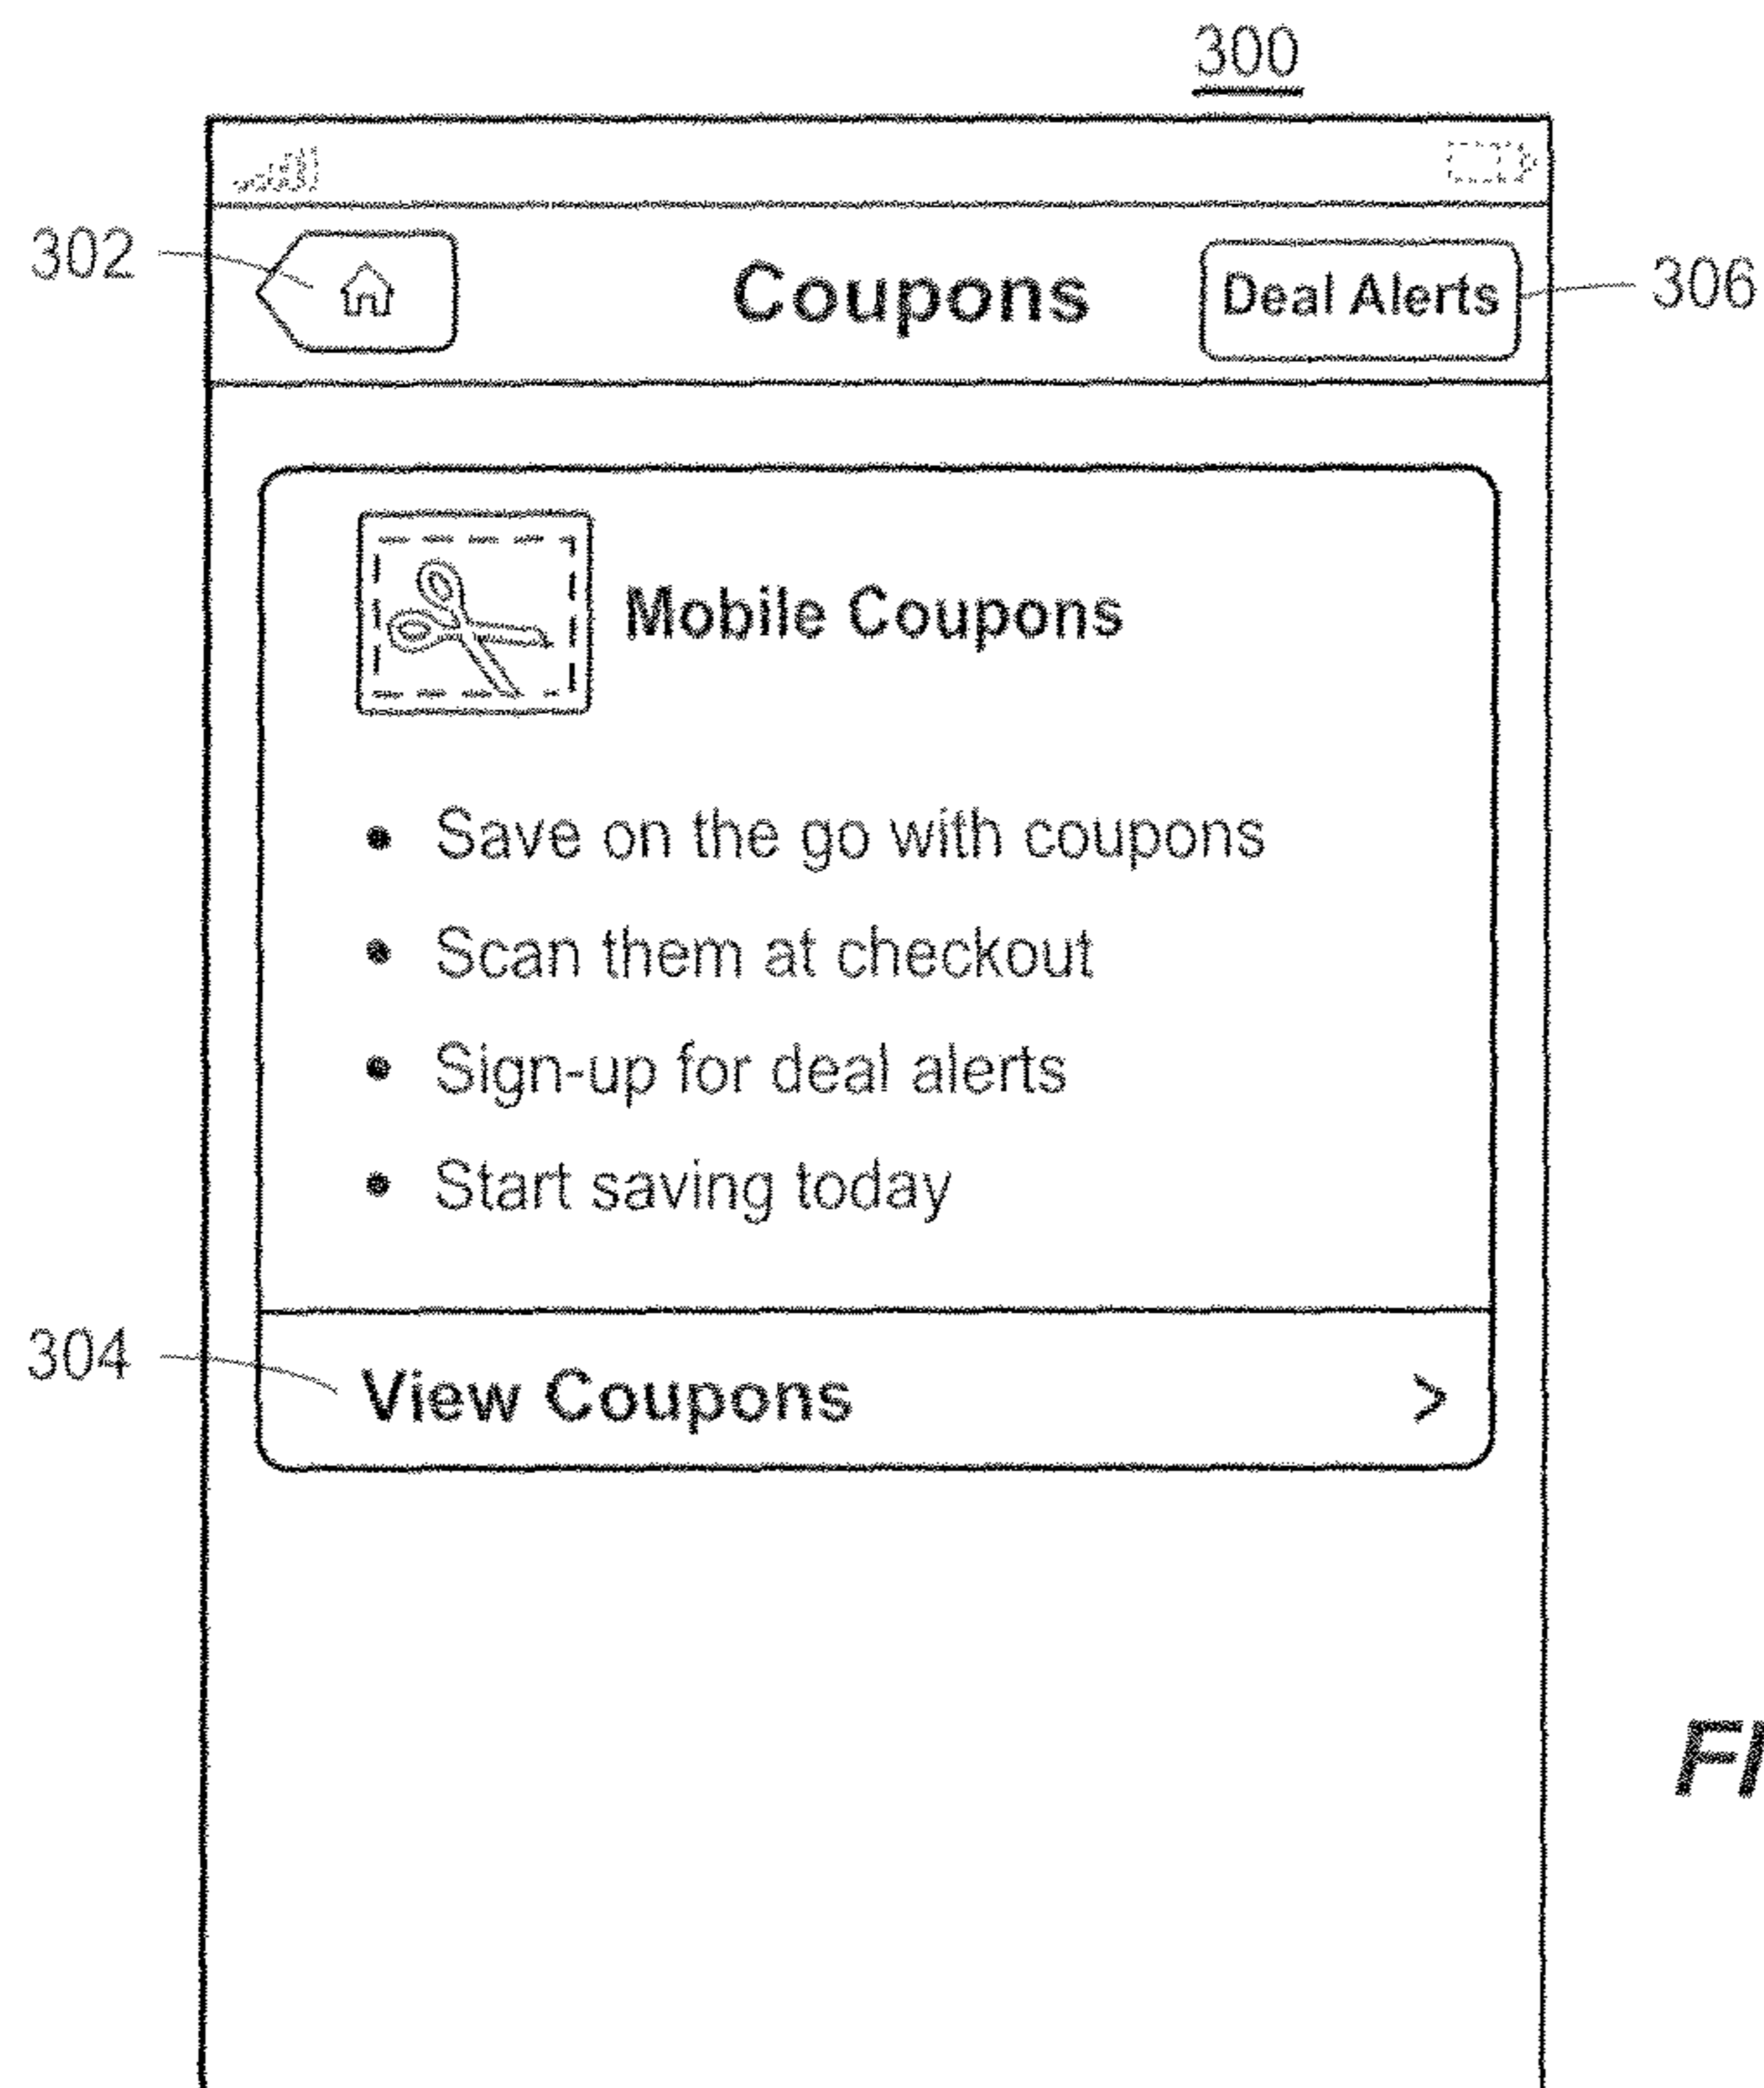 300
302
Coupons
Deal Alerts
306
Mobile Coupons
• Save on the go with coupons
• Scan them at checkout
• Sign-up for deal alerts
• Start saving today
304
View Coupons >